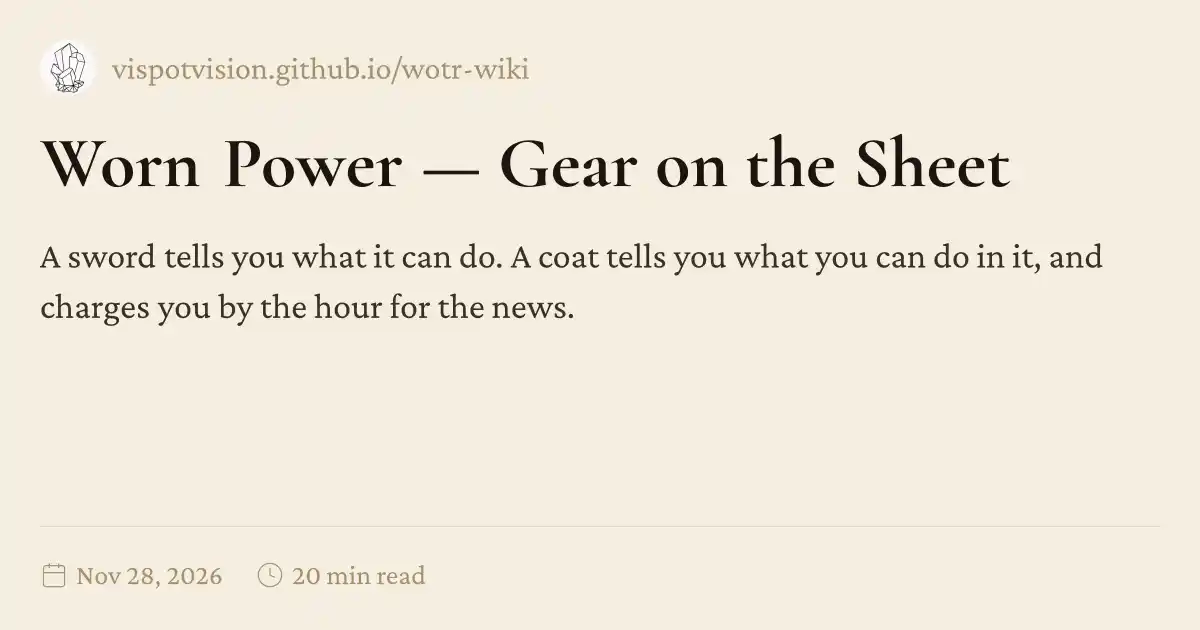 vispotvision.github.io/wotr-wiki
Worn Power — Gear on the Sheet
A sword tells you what it can do. A coat tells you what you can do in it, and
charges you by the hour for the news.
Nov 28, 2026
20 min read